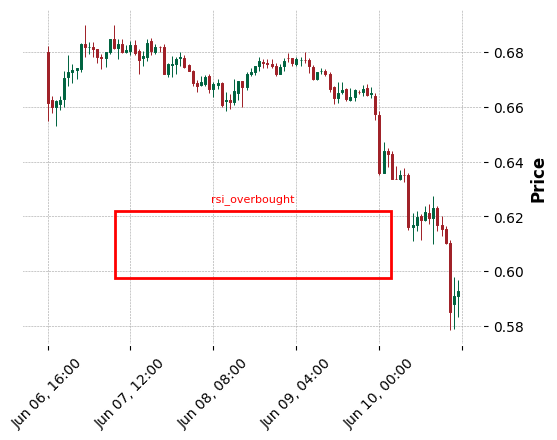 0.68
0.66
0.64
0.62
0.60
0.58
Price
rsi_overbought
Jun 06, 16:00
Jun 07, 12:00
Jun 08, 08:00
Jun 09, 04:00
Jun 10, 00:00